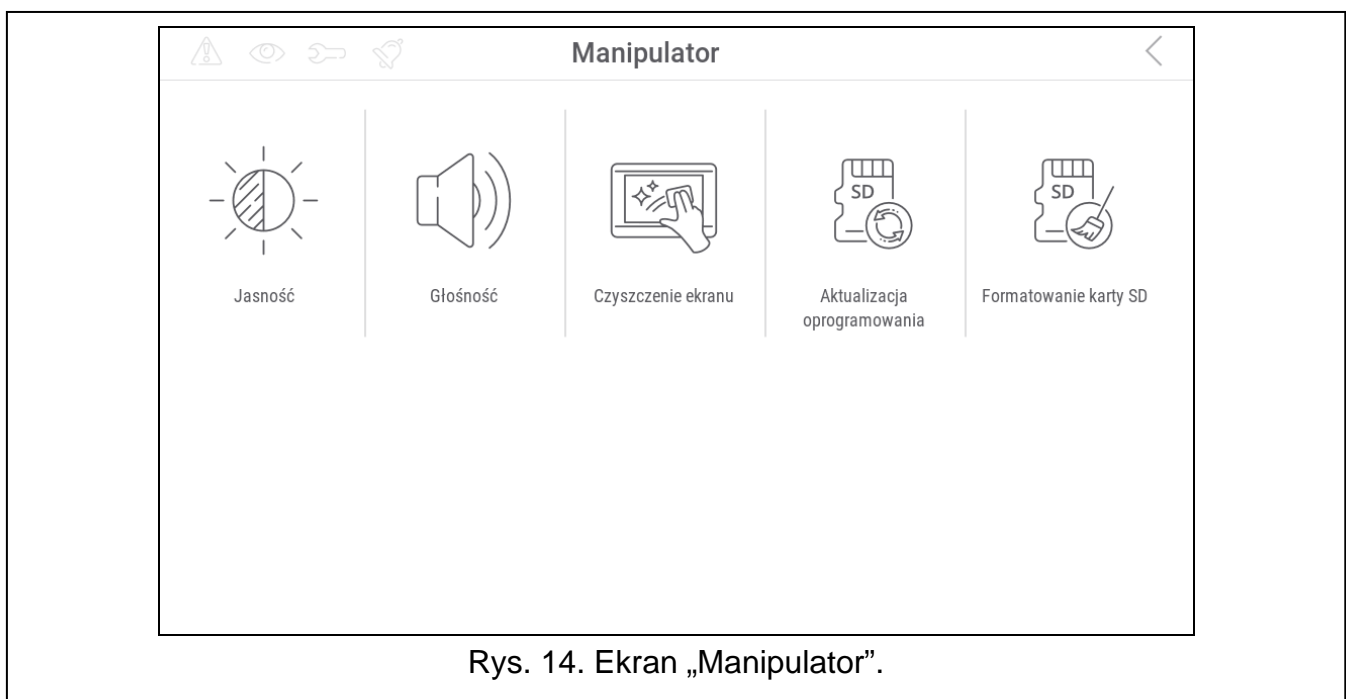 Manipulator
SD
SD
Jasność
Głośność
Czyszczenie ekranu
Aktualizacja
oprogramowania
Formatowanie karty SD
Rys. 14. Ekran „Manipulator”.